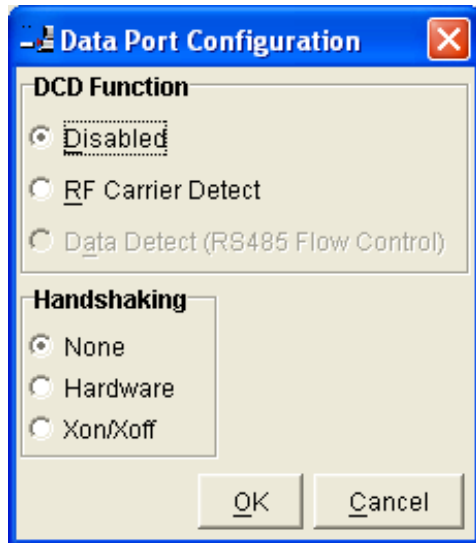 Data Port Configuration
DCD Function
Disabled
RF Carrier Detect
Data Detect (RS485 Flow Control)
Handshaking
None
Hardware
Xon/Xoff
OK
Cancel